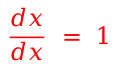 dx/dx = 1